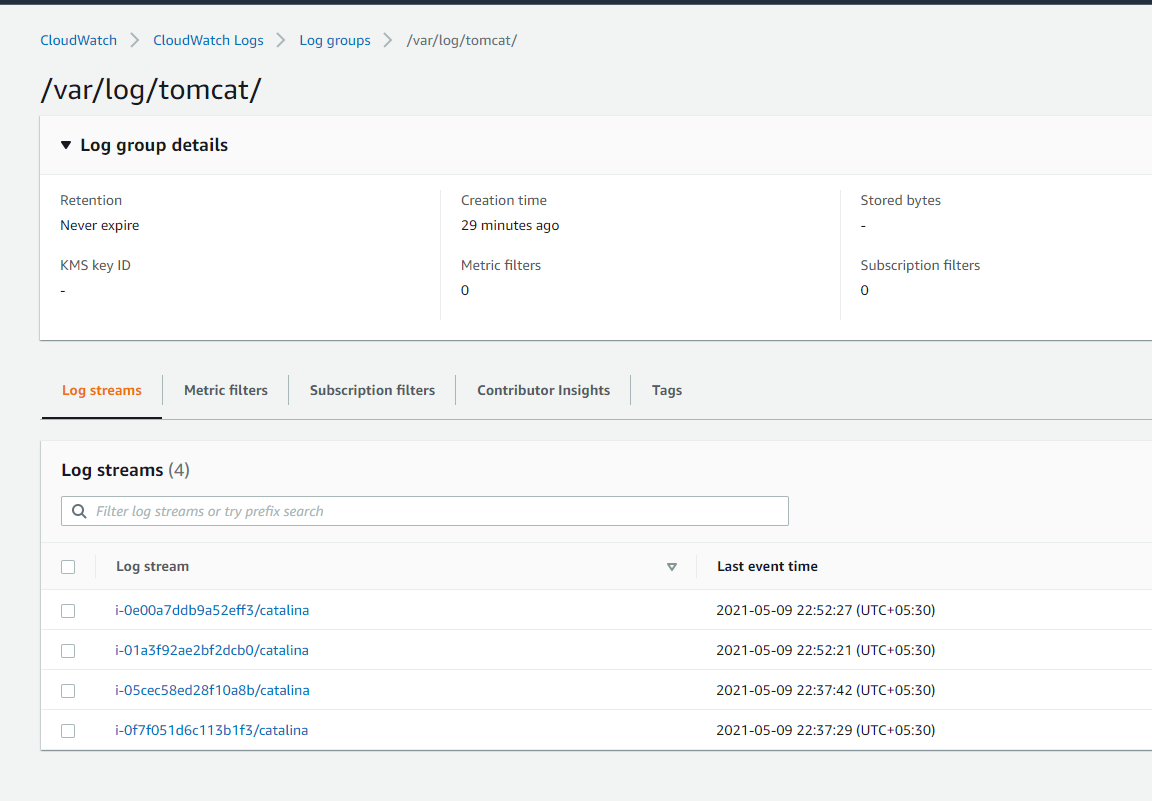 CloudWatch > CloudWatch Logs > Log groups > /var/log/tomcat/
/var/log/tomcat/
Log group details
Retention Creation time Stored bytes
Never expire 29 minutes ago -
KMS key ID Metric filters Subscription filters
- 0 0
Log streams Metric filters Subscription filters Contributor Insights Tags
Log streams (4)
Filter log streams or try prefix search
Log stream Last event time
i-0e00a7ddb9a52eff3/catalina 2021-05-09 22:52:27 (UTC+05:30)
i-01a3f92ae2bf2dcb0/catalina 2021-05-09 22:52:21 (UTC+05:30)
i-05cec58ed28f10a8b/catalina 2021-05-09 22:37:42 (UTC+05:30)
i-0f7f051d6c113b1f3/catalina 2021-05-09 22:37:29 (UTC+05:30)